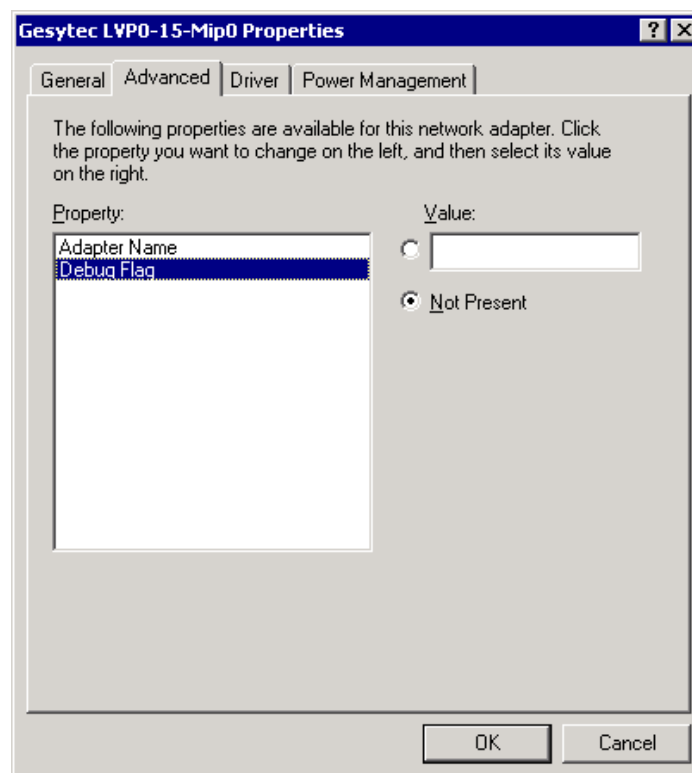 Gesytec LVP0-15-Mip0 Properties
General Advanced Driver Power Management
The following properties are available for this network adapter. Click
the property you want to change on the left, and then select its value
on the right.
Property: Value:
Adapter Name
Debug Flag
Not Present
OK Cancel